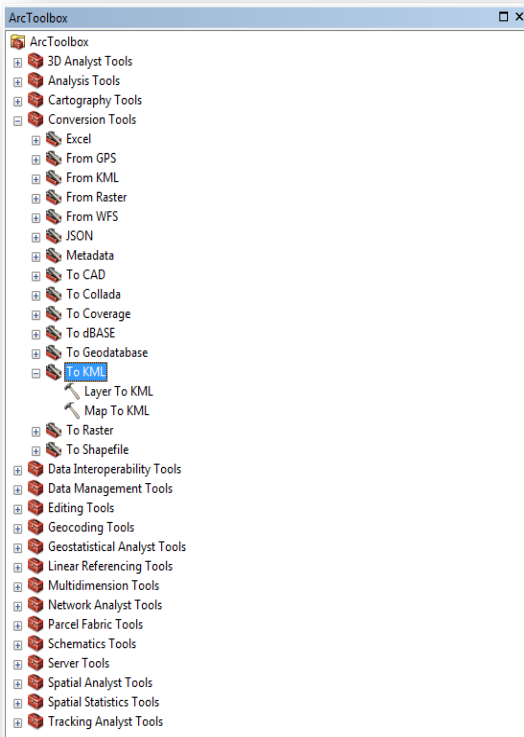 ArcToolbox
ArcToolbox
3D Analyst Tools
Analysis Tools
Cartography Tools
Conversion Tools
Excel
From GPS
From KML
From Raster
From WFS
JSON
Metadata
To CAD
To Collada
To Coverage
To dBASE
To Geodatabase
To KML
Layer To KML
Map To KML
To Raster
To Shapefile
Data Interoperability Tools
Data Management Tools
Editing Tools
Geocoding Tools
Geostatistical Analyst Tools
Linear Referencing Tools
Multidimension Tools
Network Analyst Tools
Parcel Fabric Tools
Schematics Tools
Server Tools
Spatial Analyst Tools
Spatial Statistics Tools
Tracking Analyst Tools